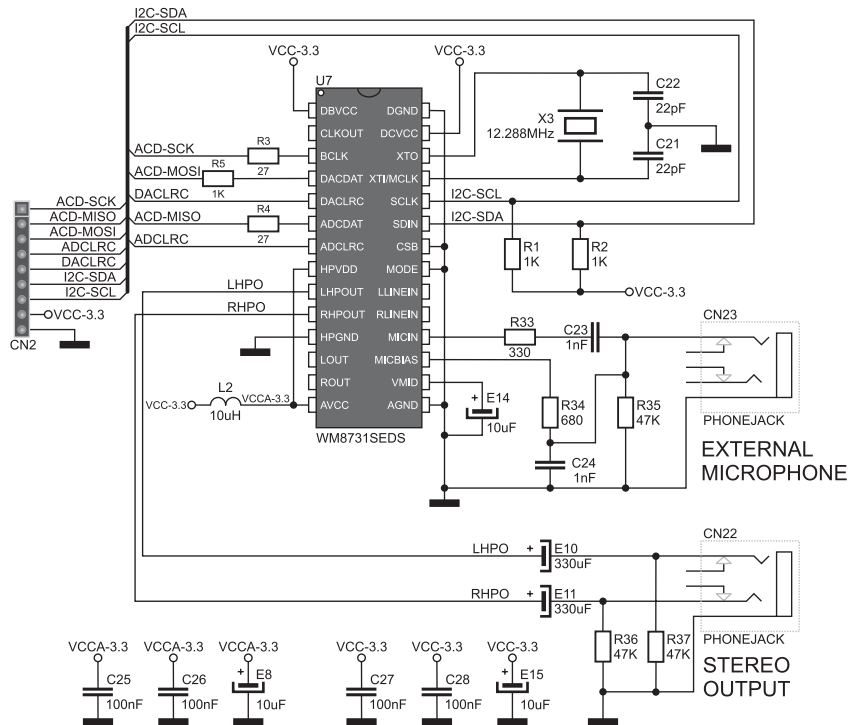 I2C-SDA
I2C-SCL
VCC-3.3
VCC-3.3
U7
DBVCC DGND
CLKOUT DCVCC
BCLK XTO
DACDAT XTI/MCLK
DACLRC SCLK
ADCDAT SDIN
ADCLRC CSB
HPVDD MODE
LHPOUT LLINEIN
RHPOUT RLINEIN
HPGND MICIN
LOUT MICBIAS
ROUT VMID
AVCC AGND
WM8731SEDS
C22
22pF
X3
12.288MHz
C21
22pF
ACD-SCK
R3
27
ACD-MOSI
R5
1K
DACLRC
ACD-MISO
R4
27
ADCLRC
ACD-SCK
ACD-MISO
ACD-MOSI
ADCLRC
DACLRC
I2C-SDA
I2C-SCL
VCC-3.3
CN2
I2C-SCL
I2C-SDA
R1
1K
R2
1K
VCC-3.3
LHPO
RHPO
R33
330
C23
1nF
CN23
VCC-3.3
L2
10uH
VCCA-3.3
E14
10uF
R34
680
R35
47K
C24
1nF
PHONEJACK
EXTERNAL
MICROPHONE
LHPO
E10
330uF
RHPO
E11
330uF
CN22
R36
47K
R37
47K
PHONEJACK
STEREO
OUTPUT
VCCA-3.3
C25
100nF
VCCA-3.3
C26
100nF
VCCA-3.3
E8
10uF
VCC-3.3
C27
100nF
VCC-3.3
C28
100nF
VCC-3.3
E15
10uF